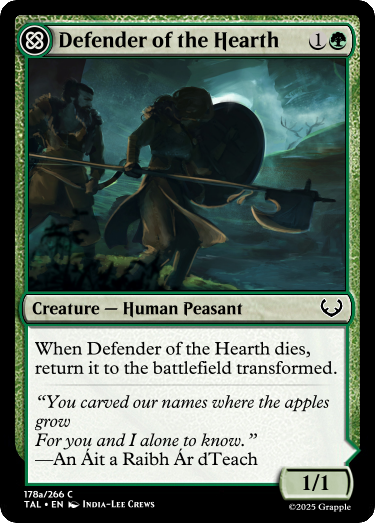 Defender of the Hearth 1
Creature — Human Peasant
When Defender of the Hearth dies,
return it to the battlefield transformed.
“You carved our names where the apples
grow
For you and I alone to know.”
—An Áit a Raibh Ár dTeach
1/1
178a/266 C
TAL • EN India-Lee Crews
©2025 Grapple